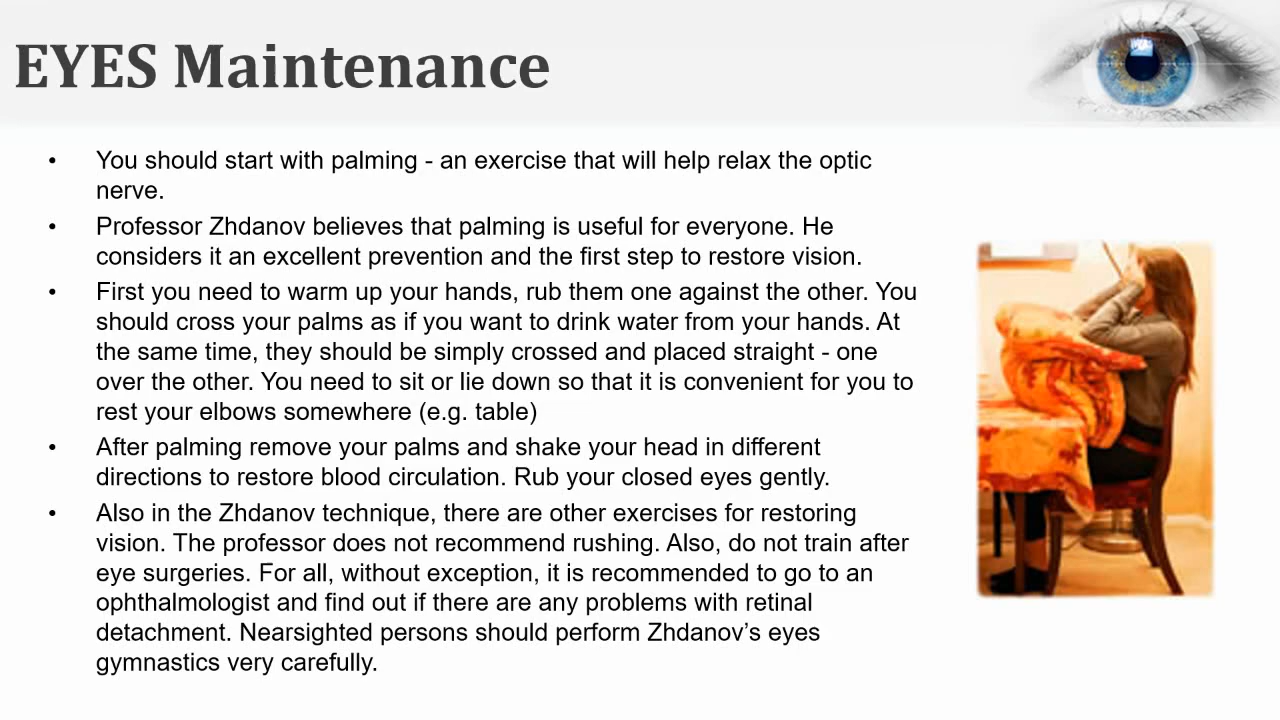 EYES Maintenance
• You should start with palming - an exercise that will help relax the optic
nerve.
• Professor Zhdanov believes that palming is useful for everyone. He
considers it an excellent prevention and the first step to restore vision.
• First you need to warm up your hands, rub them one against the other. You
should cross your palms as if you want to drink water from your hands. At
the same time, they should be simply crossed and placed straight - one
over the other. You need to sit or lie down so that it is convenient for you to
rest your elbows somewhere (e.g. table)
• After palming remove your palms and shake your head in different
directions to restore blood circulation. Rub your closed eyes gently.
• Also in the Zhdanov technique, there are other exercises for restoring
vision. The professor does not recommend rushing. Also, do not train after
eye surgeries. For all, without exception, it is recommended to go to an
ophthalmologist and find out if there are any problems with retinal
detachment. Nearsighted persons should perform Zhdanov’s eyes
gymnastics very carefully.